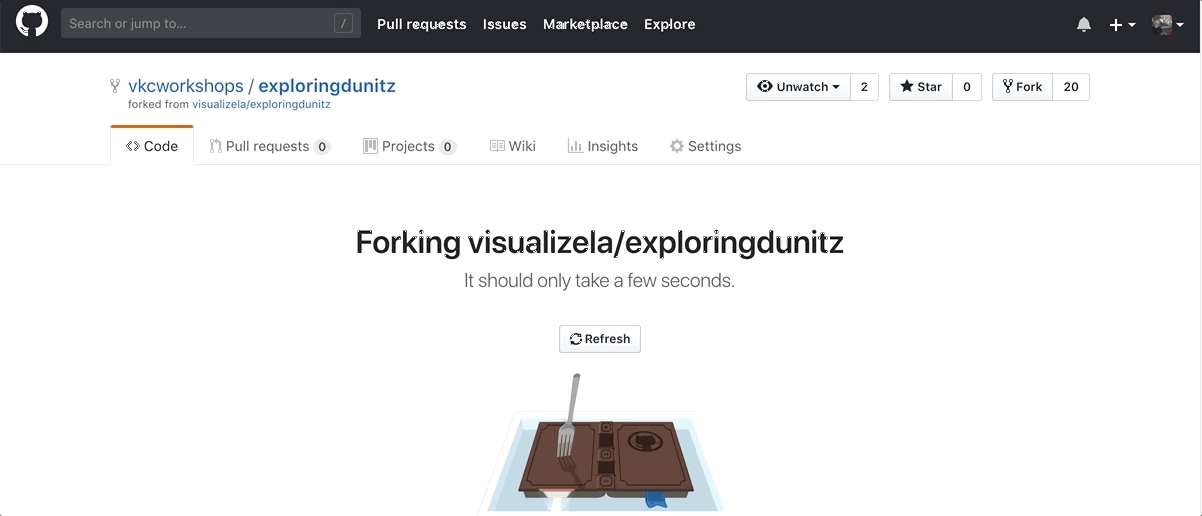 Search or jump to... /
Pull requests Issues Marketplace Explore
vkcworkshops / exploringdunitz
forked from visualizela/exploringdunitz
Unwatch 2 Star 0 Fork 20
Code Pull requests 0 Projects 0 Wiki Insights Settings
Forking visualizela/exploringdunitz
It should only take a few seconds.
Refresh